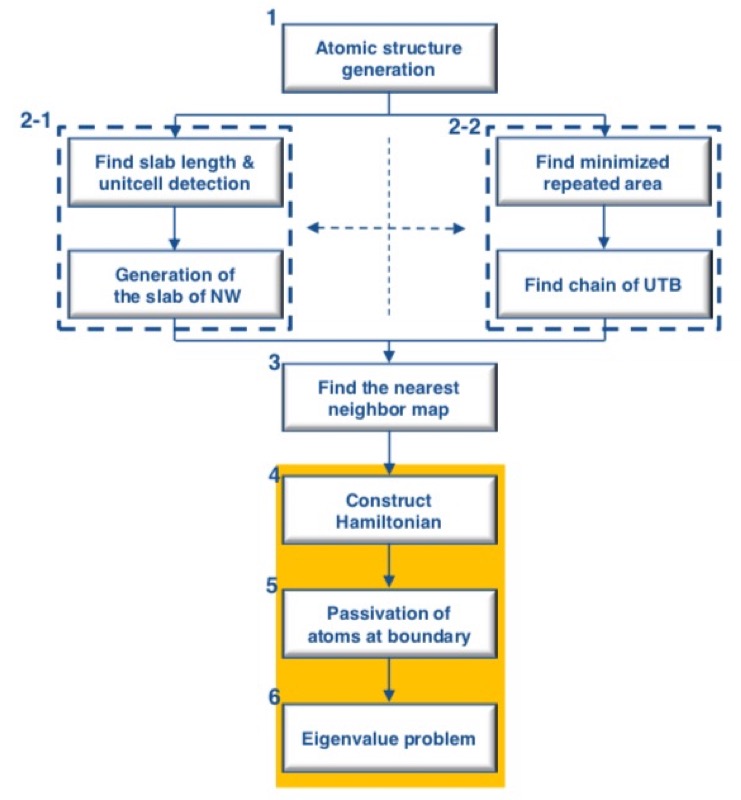 1
Atomic structure
generation
2-1
Find slab length &
unitcell detection
Generation of
the slab of NW
2-2
Find minimized
repeated area
Find chain of UTB
3
Find the nearest
neighbor map
4
Construct
Hamiltonian
5
Passivation of
atoms at boundary
6
Eigenvalue problem